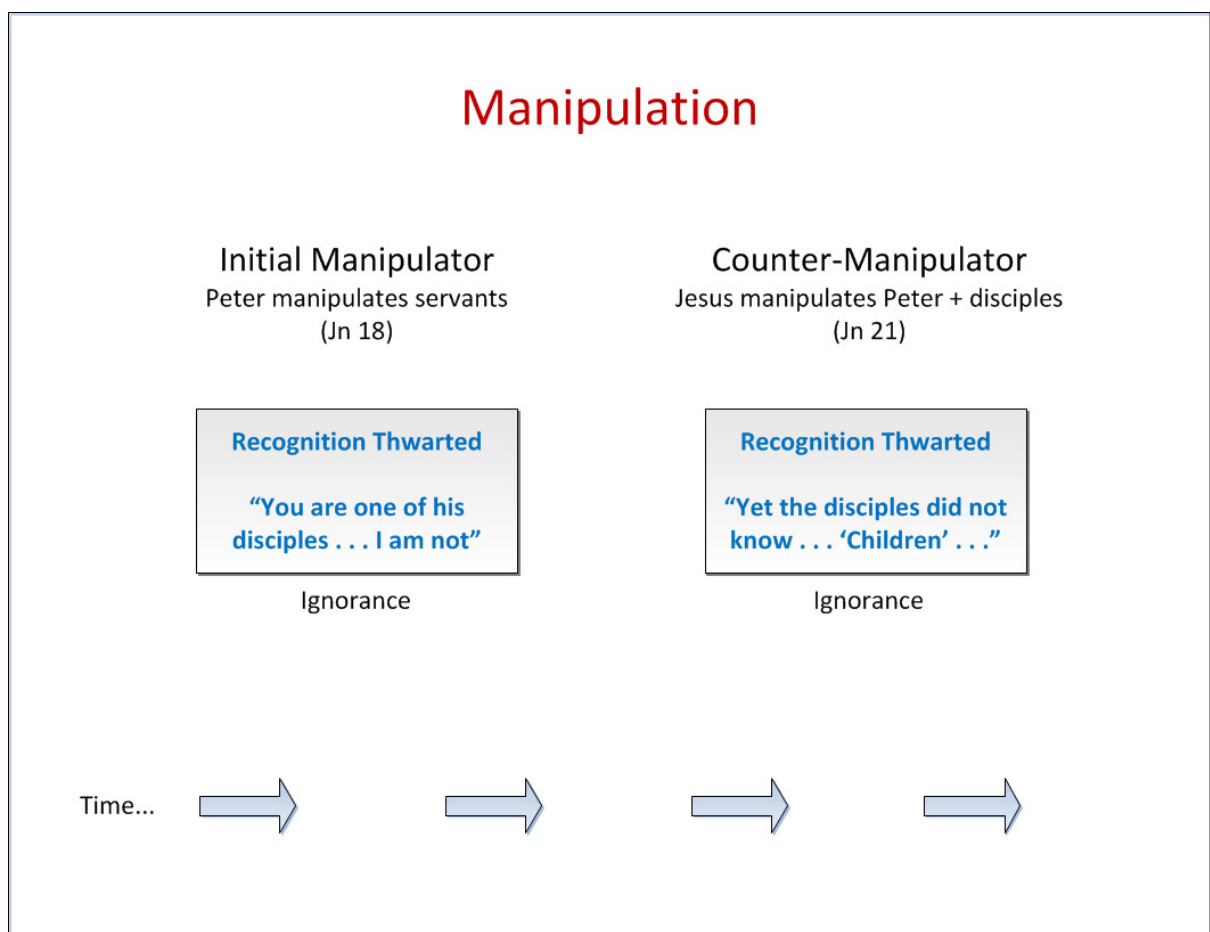 Manipulation
Initial Manipulator
Peter manipulates servants
(Jn 18)
Counter-Manipulator
Jesus manipulates Peter + disciples
(Jn 21)
Recognition Thwarted
“You are one of his
disciples . . . I am not”
Ignorance
Recognition Thwarted
“Yet the disciples did not
know . . . ‘Children’ . . .”
Ignorance
Time...